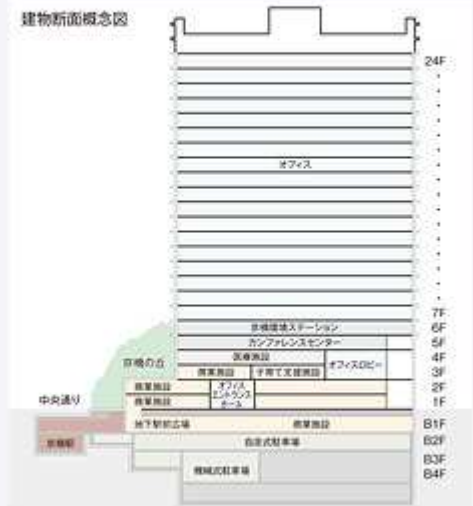 建物断面概念図
24F
オフィス
7F
京橋環境ステーション
6F
カンファレンスセンター
5F
医療施設
4F
オフィスロビー
京橋の丘
商業施設
子育て支援施設
3F
商業施設
オフィス
エントランス
ホール
2F
中央通り
商業施設
1F
地下駅前広場
商業施設
B1F
京橋駅
自走式駐車場
B2F
機械式駐車場
B3F
B4F